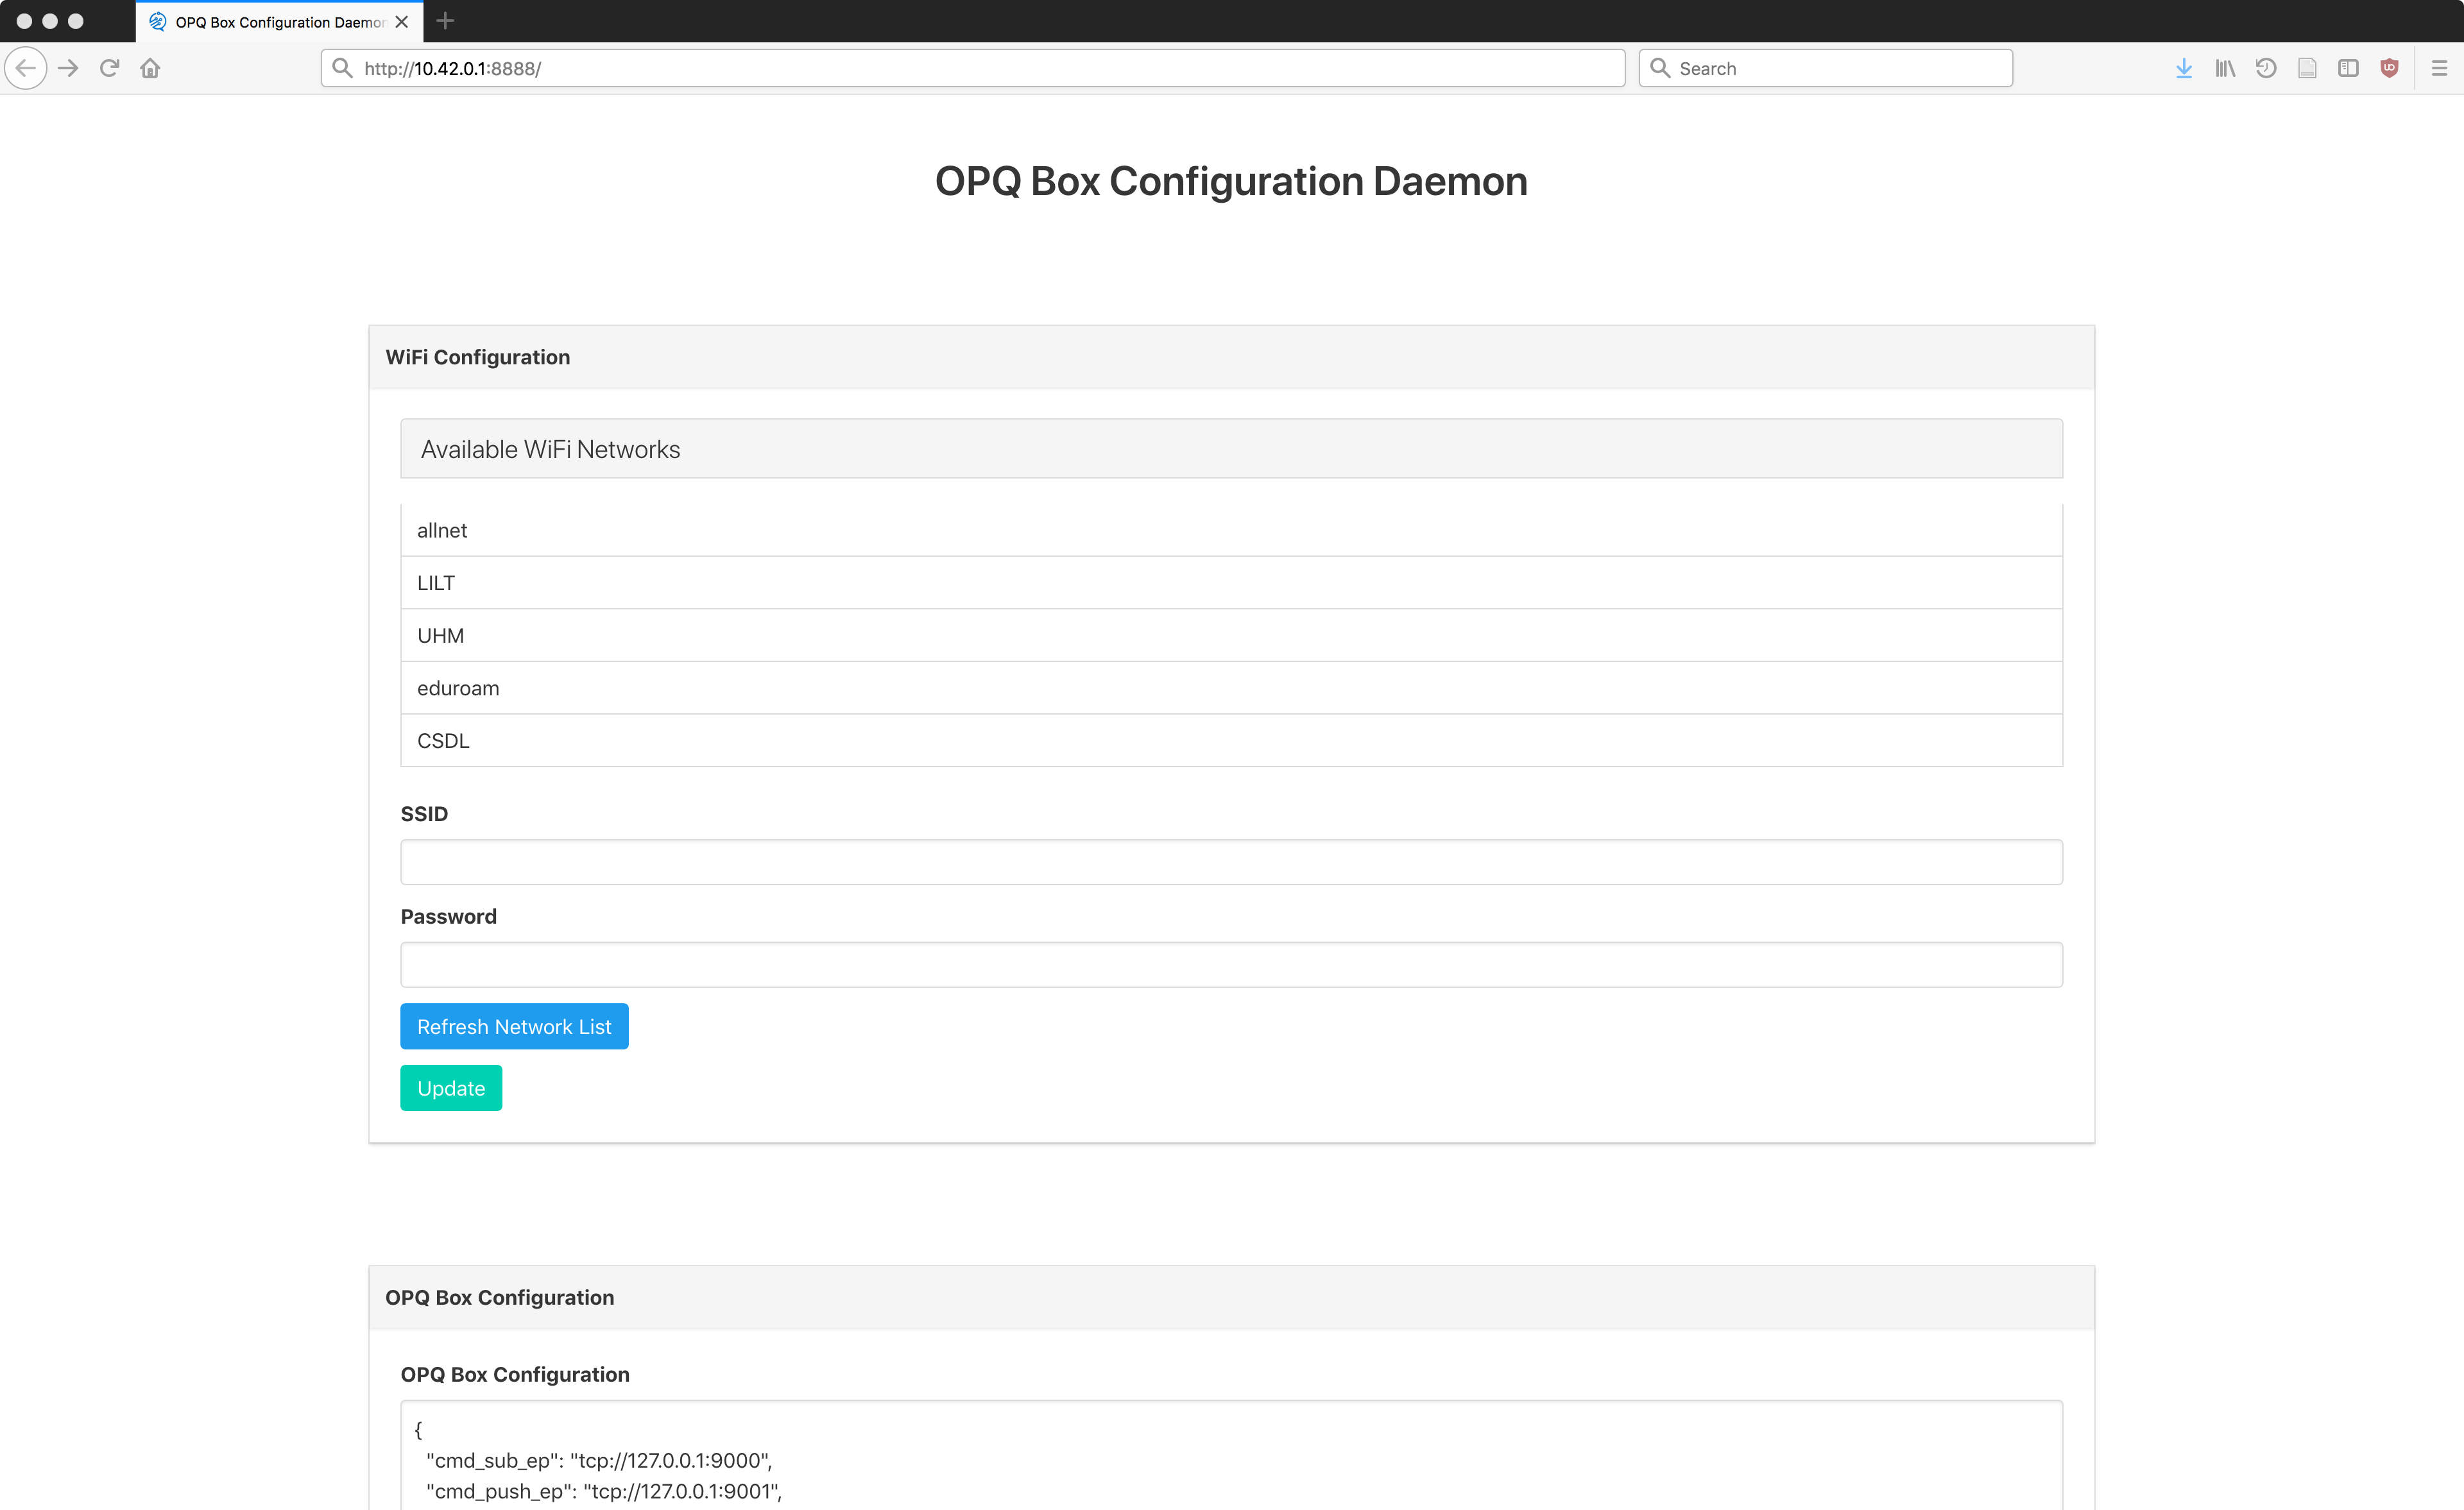 OPQ Box Configuration Daemon
http://10.42.0.1:8888/
Search
OPQ Box Configuration Daemon
WiFi Configuration
Available WiFi Networks
allnet
LILT
UHM
eduroam
CSDL
SSID
Password
Refresh Network List
Update
OPQ Box Configuration
OPQ Box Configuration
{
"cmd_sub_ep": "tcp://127.0.0.1:9000",
"cmd_push_ep": "tcp://127.0.0.1:9001",